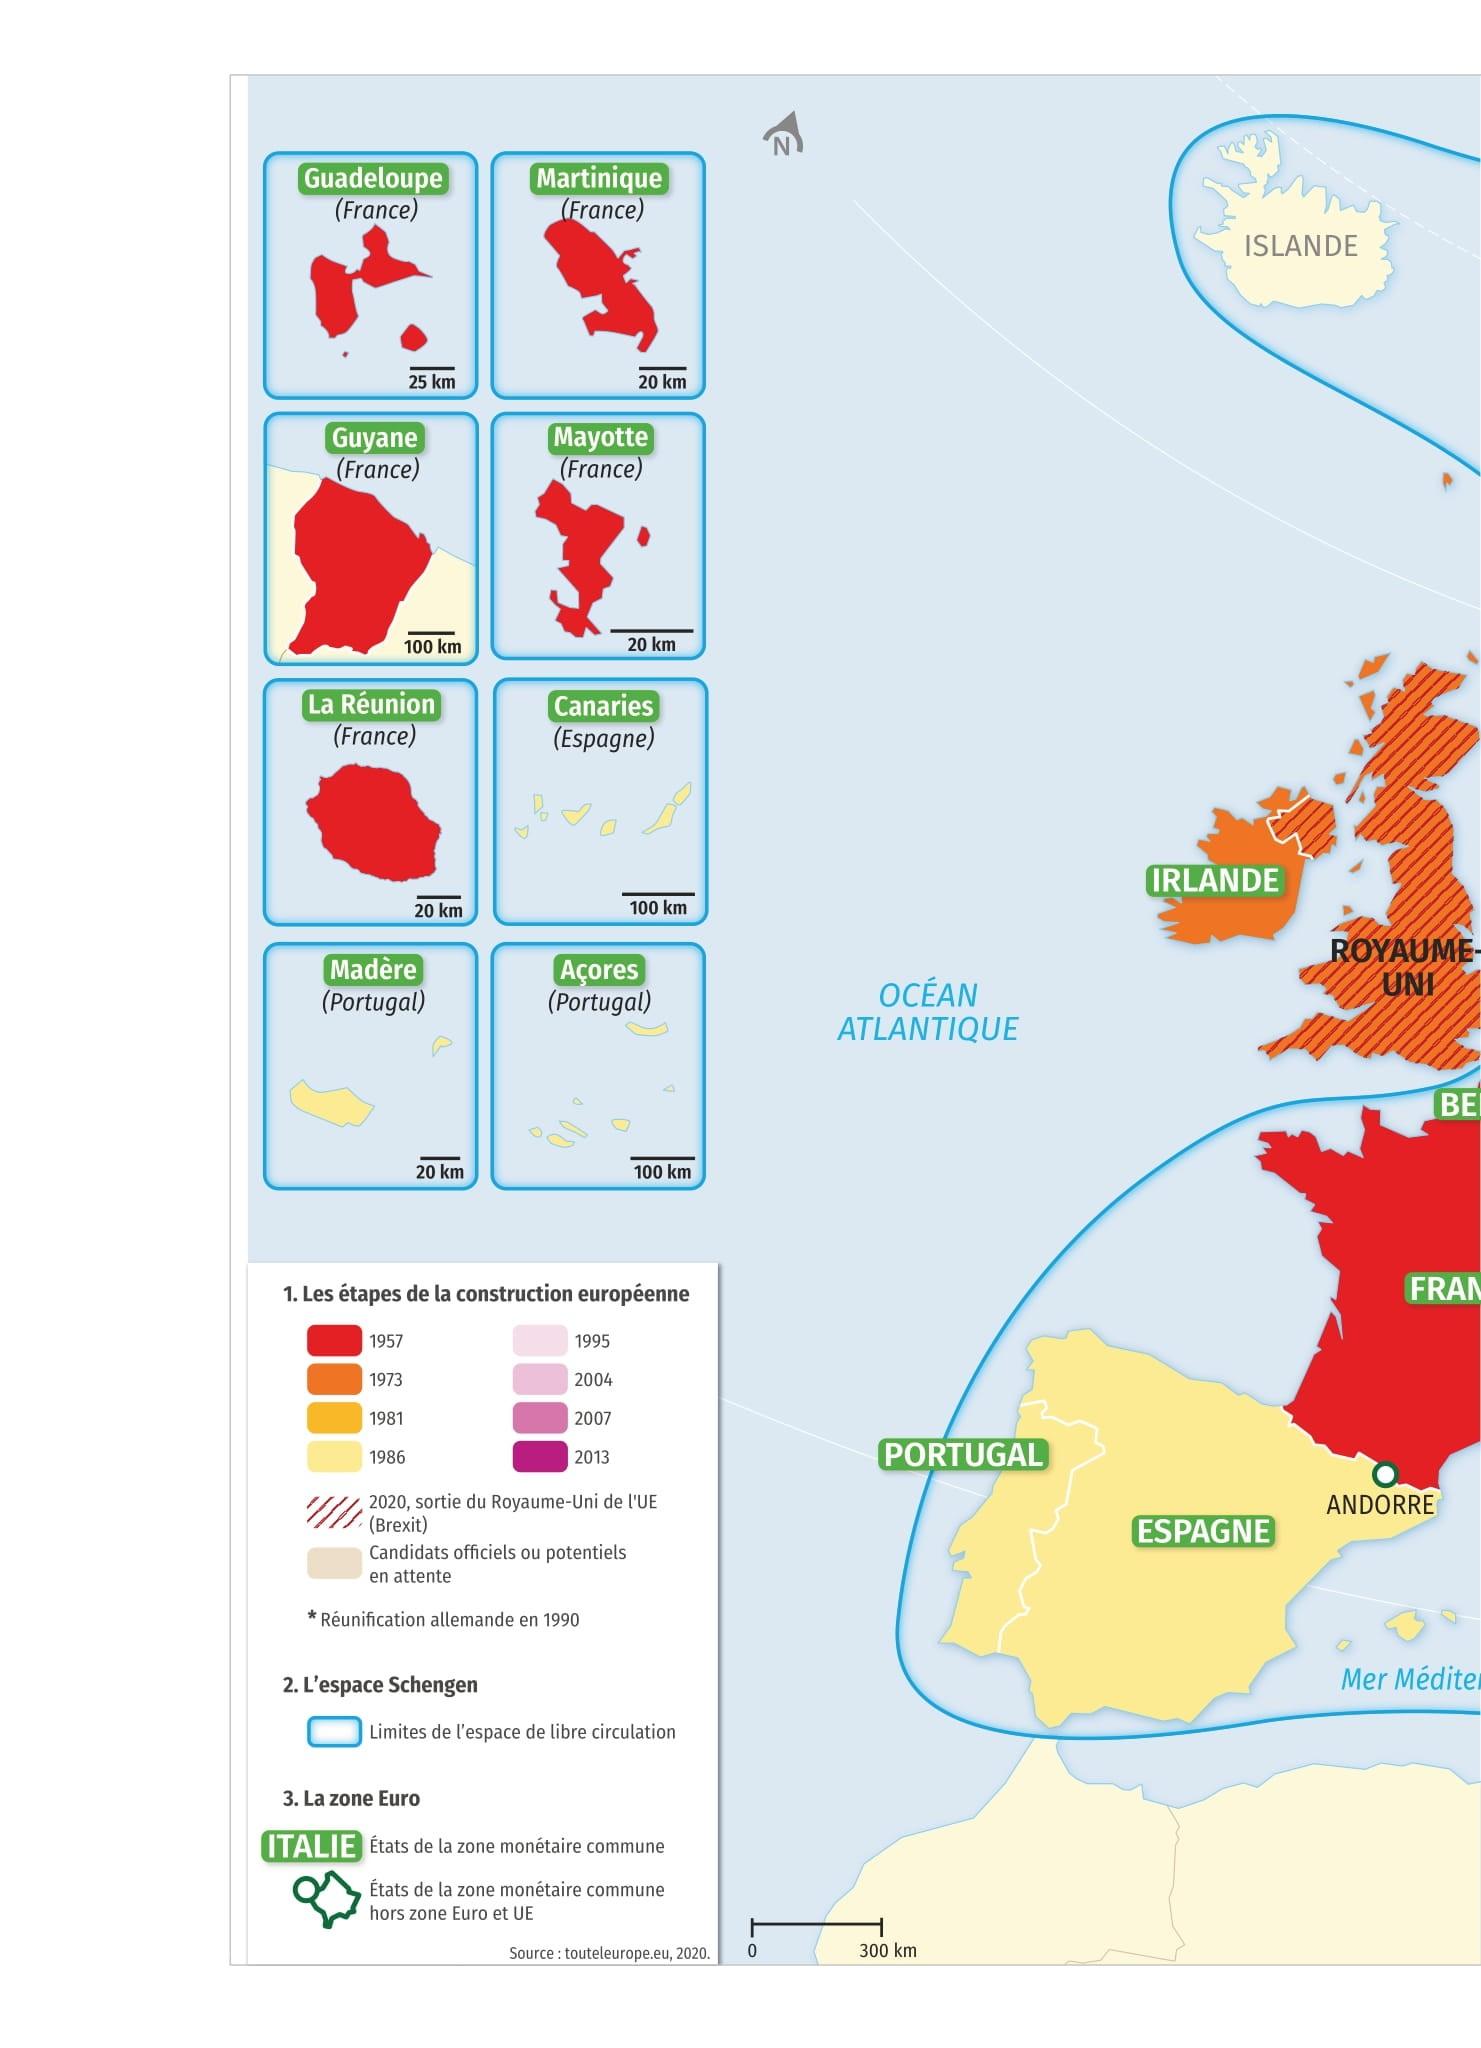 Guadeloupe
(France)
25 km
Martinique
(France)
20 km
Guyane
(France)
100 km
Mayotte
(France)
20 km
La Réunion
(France)
20 km
Canaries
(Espagne)
100 km
Madère
(Portugal)
20 km
Açores
(Portugal)
100 km
N
ISLANDE
IRLANDE
ROYAUME-
UNI
OCÉAN
ATLANTIQUE
BE
FRAN
PORTUGAL
ESPAGNE
ANDORRE
Mer Méditer
1. Les étapes de la construction européenne
1957
1973
1981
1986
1995
2004
2007
2013
2020, sortie du Royaume-Uni de l'UE
(Brexit)
Candidats officiels ou potentiels
en attente
* Réunification allemande en 1990
2. L’espace Schengen
Limites de l’espace de libre circulation
3. La zone Euro
ITALIE États de la zone monétaire commune
États de la zone monétaire commune
hors zone Euro et UE
Source : touteleurope.eu, 2020.
0 300 km